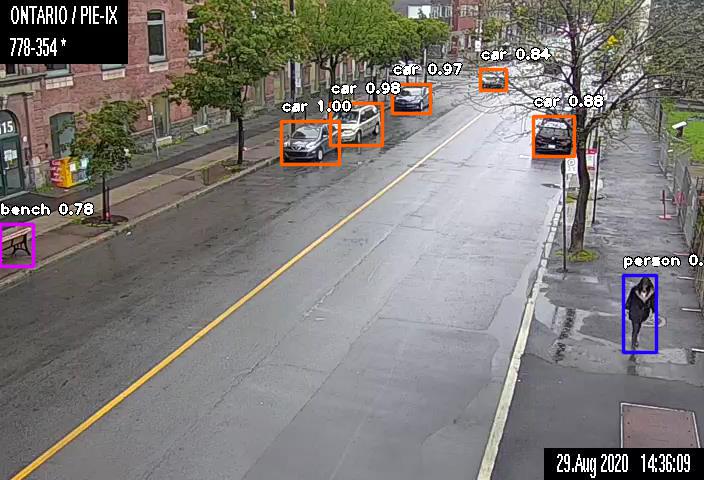 ONTARIO / PIE-IX
778-354 *
car 0.84
car 0.97
car 0.98
car 1.00
car 0.88
15
bench 0.78
person 0.
29.Aug 2020 14:36:09